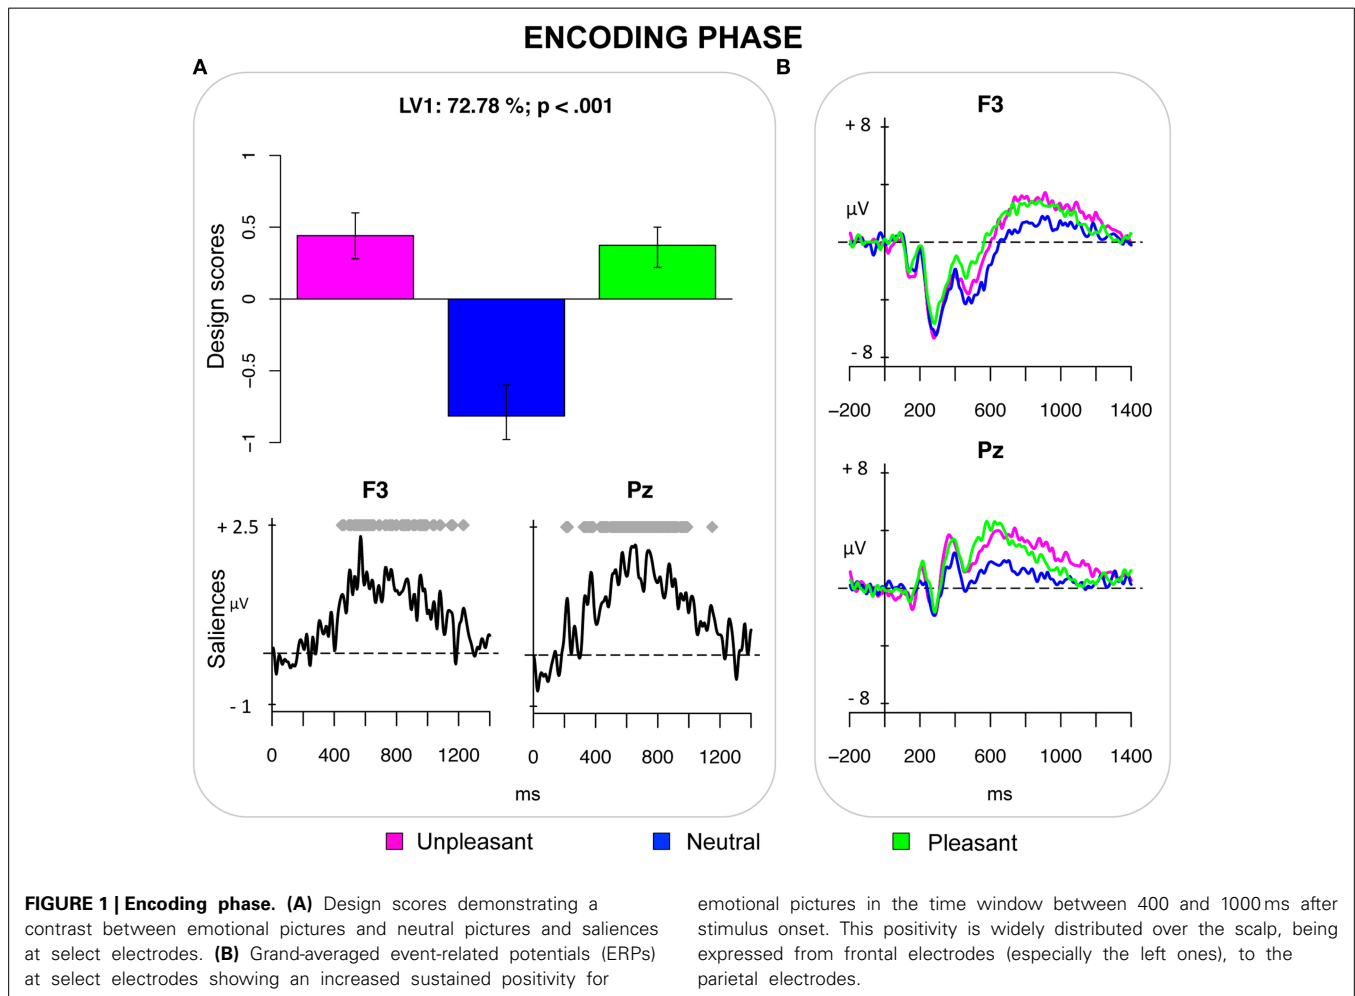 ENCODING PHASE
A
LV1: 72.78 %; p < .001
Design scores
1
0.5
0
−0.5
−1
F3
Pz
+ 2.5
μV
- 1
Saliences
0 400 800 1200
0 400 800 1200
ms
B
F3
+ 8
μV
- 8
−200 200 600 1000 1400
Pz
+ 8
μV
- 8
−200 200 600 1000 1400
ms
Unpleasant Neutral Pleasant
FIGURE 1 | Encoding phase. (A) Design scores demonstrating a
contrast between emotional pictures and neutral pictures and saliences
at select electrodes. (B) Grand-averaged event-related potentials (ERPs)
at select electrodes showing an increased sustained positivity for
emotional pictures in the time window between 400 and 1000 ms after
stimulus onset. This positivity is widely distributed over the scalp, being
expressed from frontal electrodes (especially the left ones), to the
parietal electrodes.